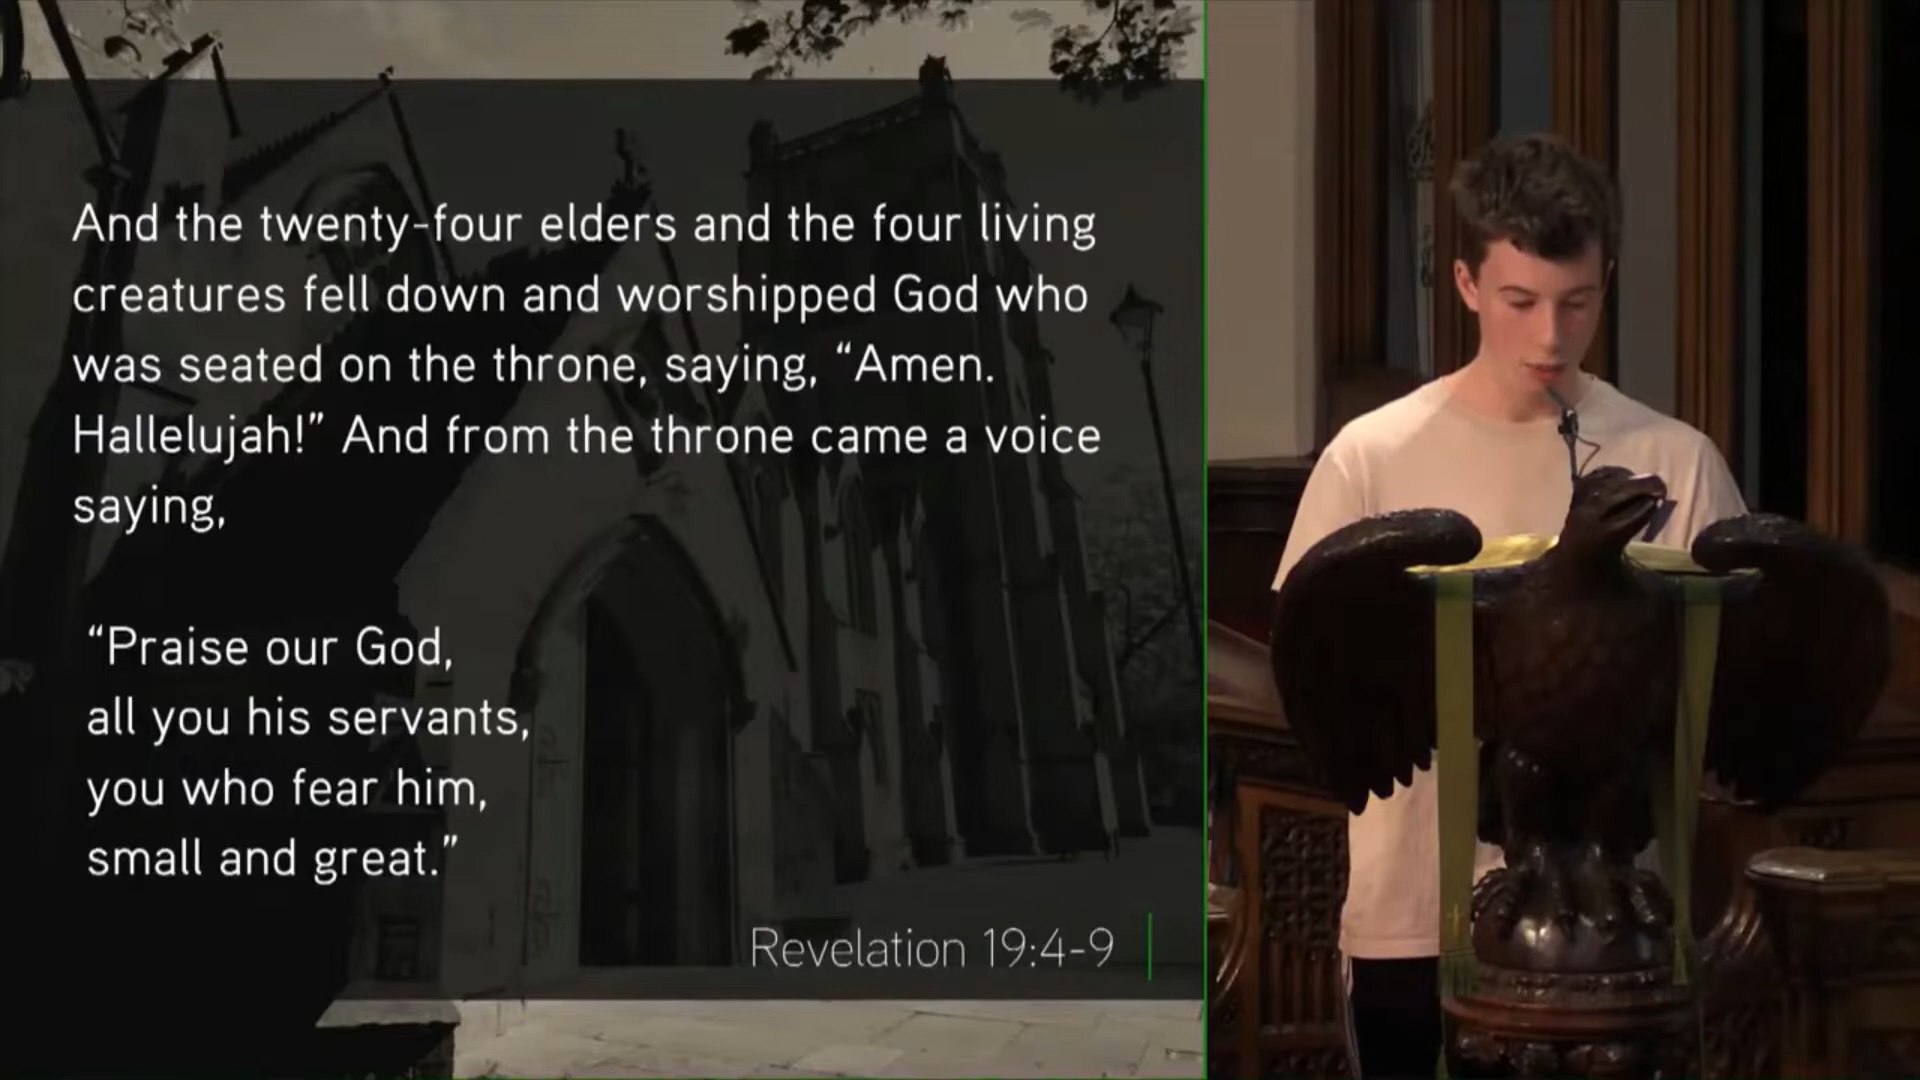 And the twenty-four elders and the four living
creatures fell down and worshipped God who
was seated on the throne, saying, “Amen.
Hallelujah!” And from the throne came a voice
saying,
“Praise our God,
all you his servants,
you who fear him,
small and great.”
Revelation 19:4-9